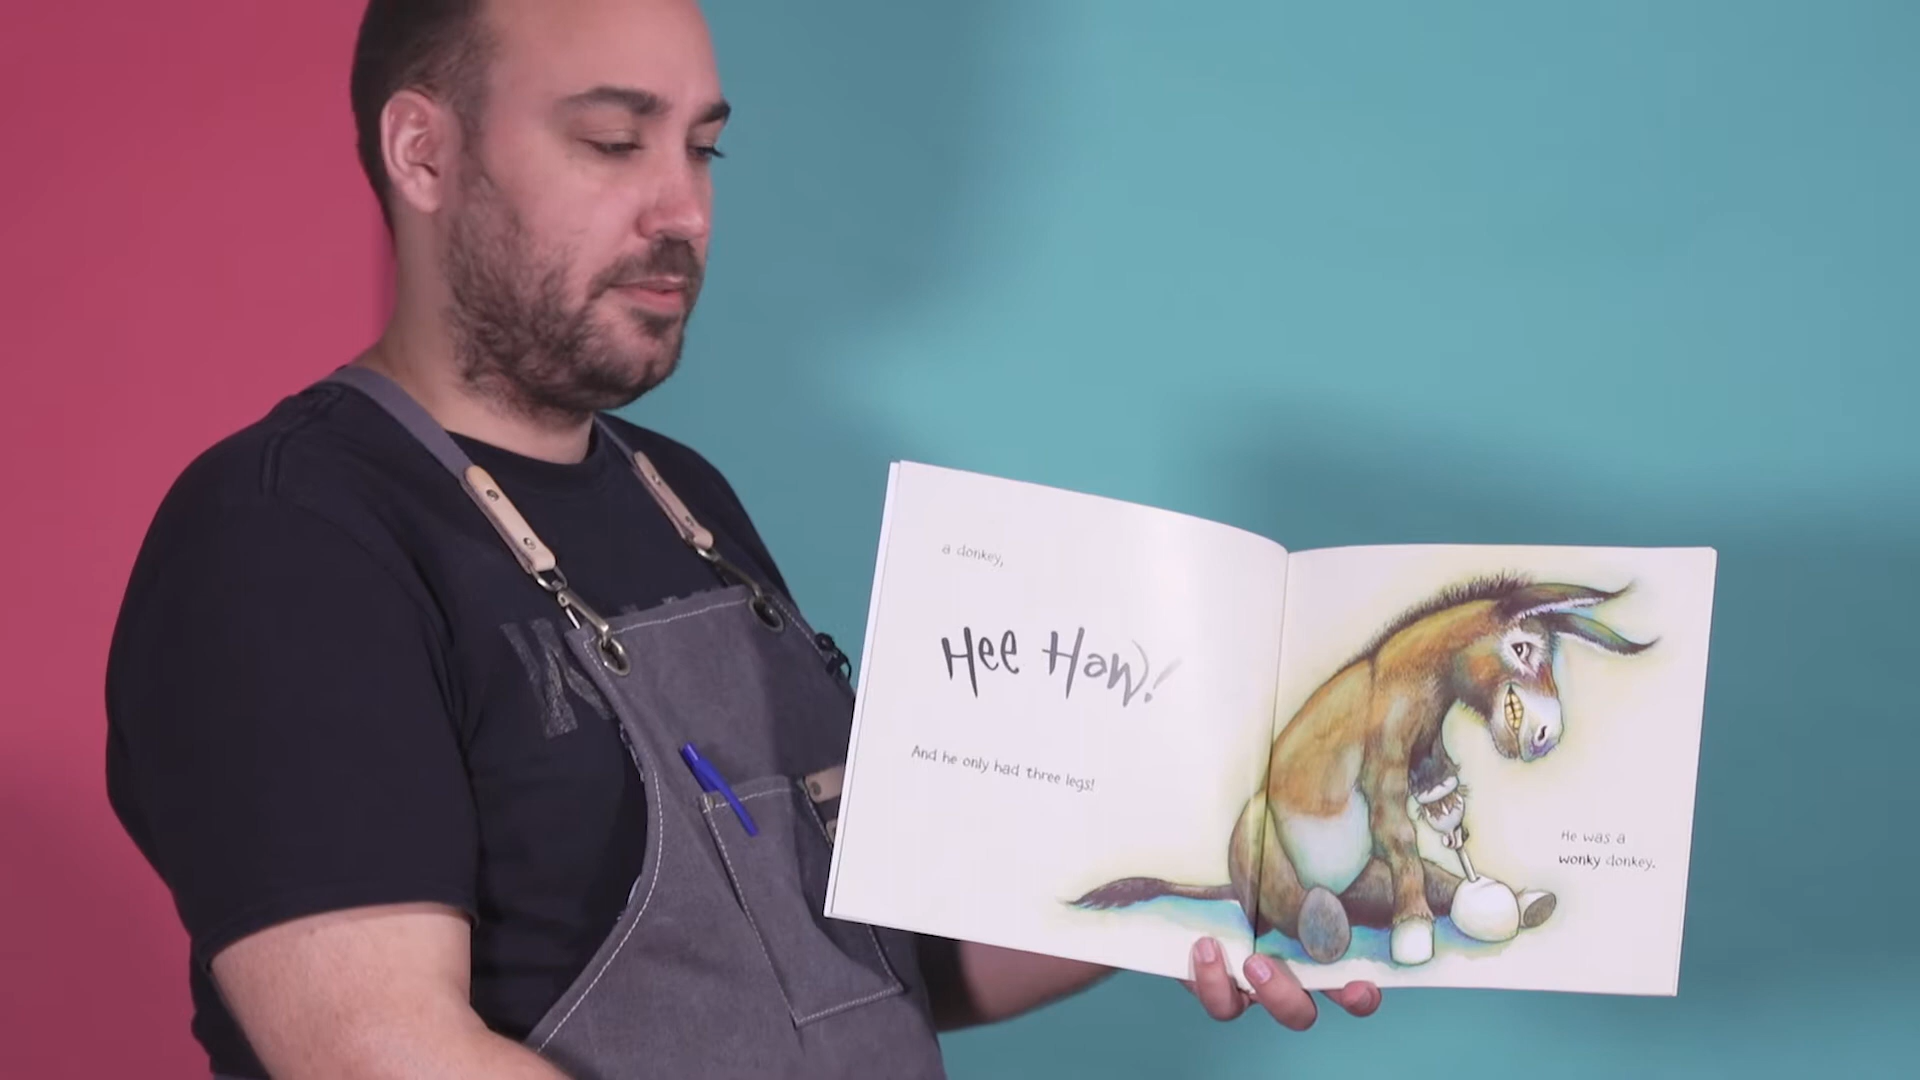 a donkey,
Hee Haw!
And he only had three legs!
He was a
wonky donkey.